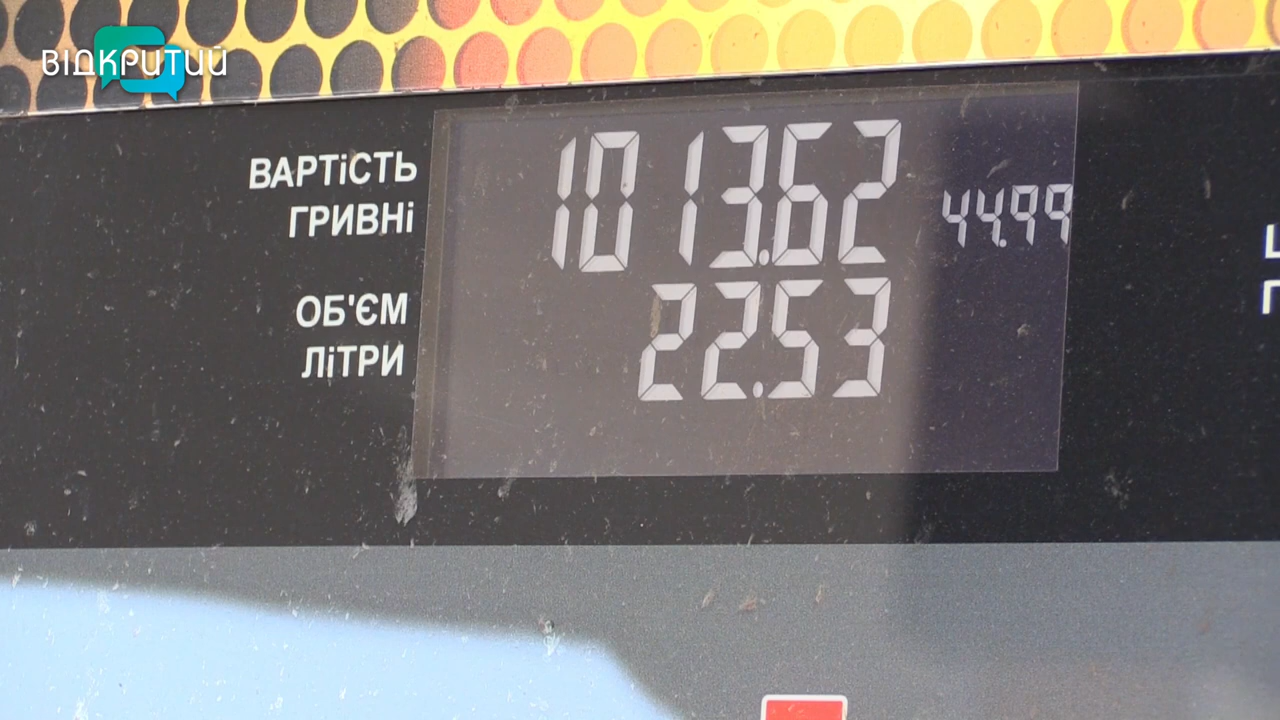 ВІДКРИТИЙ
ВАРТіСТЬ
ГРИВНі
1013.62
44.99
ОБ'ЄМ
ЛіТРИ
22.53